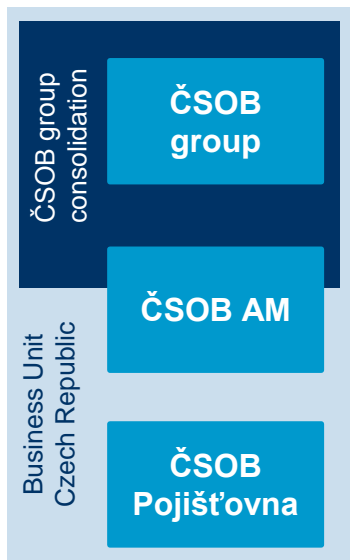 ČSOB group
consolidation
ČSOB
group
ČSOB AM
Business Unit
Czech Republic
ČSOB
Pojišťovna